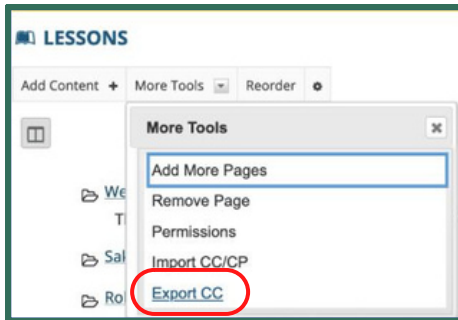 LESSONS
Add Content + More Tools Reorder
More Tools
Add More Pages
Remove Page
Permissions
Import CC/CP
Export CC
We
T
Sal
Ro